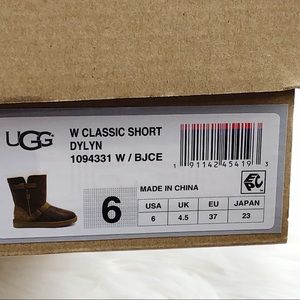 UGG
W CLASSIC SHORT
DYLYN
1094331 W / BJCE
1 91142 45419 3
MADE IN CHINA
6
USA UK EU JAPAN
6 4.5 37 23
EAC